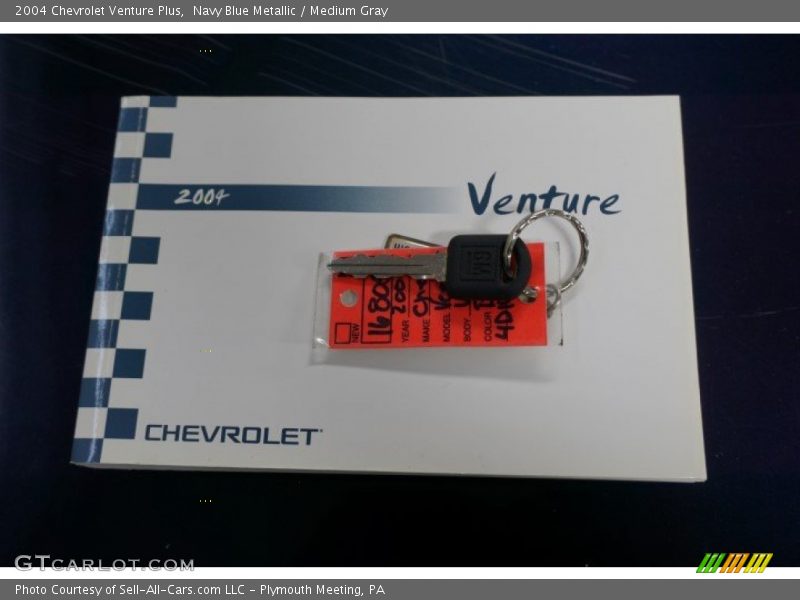 2004 Chevrolet Venture Plus,  Navy Blue Metallic / Medium Gray
2004
Venture
GM
NEW
YEAR
MAKE
MODEL
BODY
COLOR
CHEVROLET
GTCARLOT.COM
Photo Courtesy of Sell-All-Cars.com LLC - Plymouth Meeting, PA